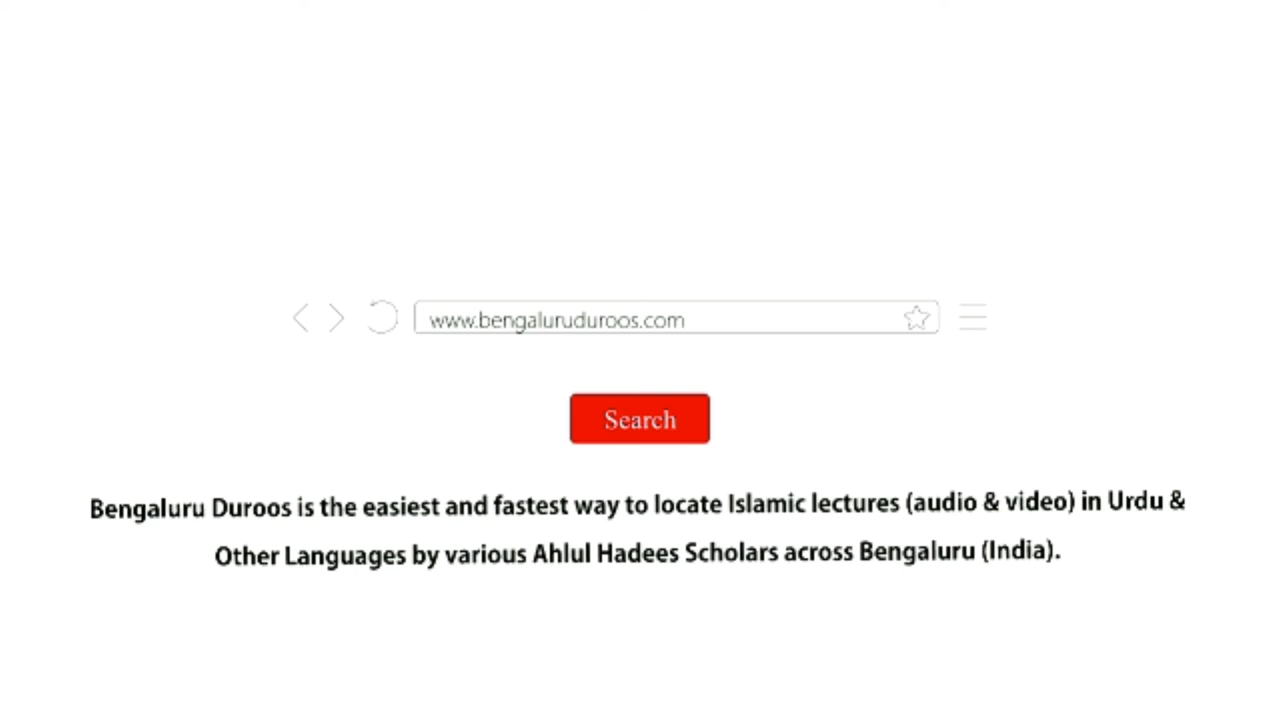 www.bengaluruduroos.com
Search
Bengaluru Duroos is the easiest and fastest way to locate Islamic lectures (audio & video) in Urdu &
Other Languages by various Ahlul Hadees Scholars across Bengaluru (India).